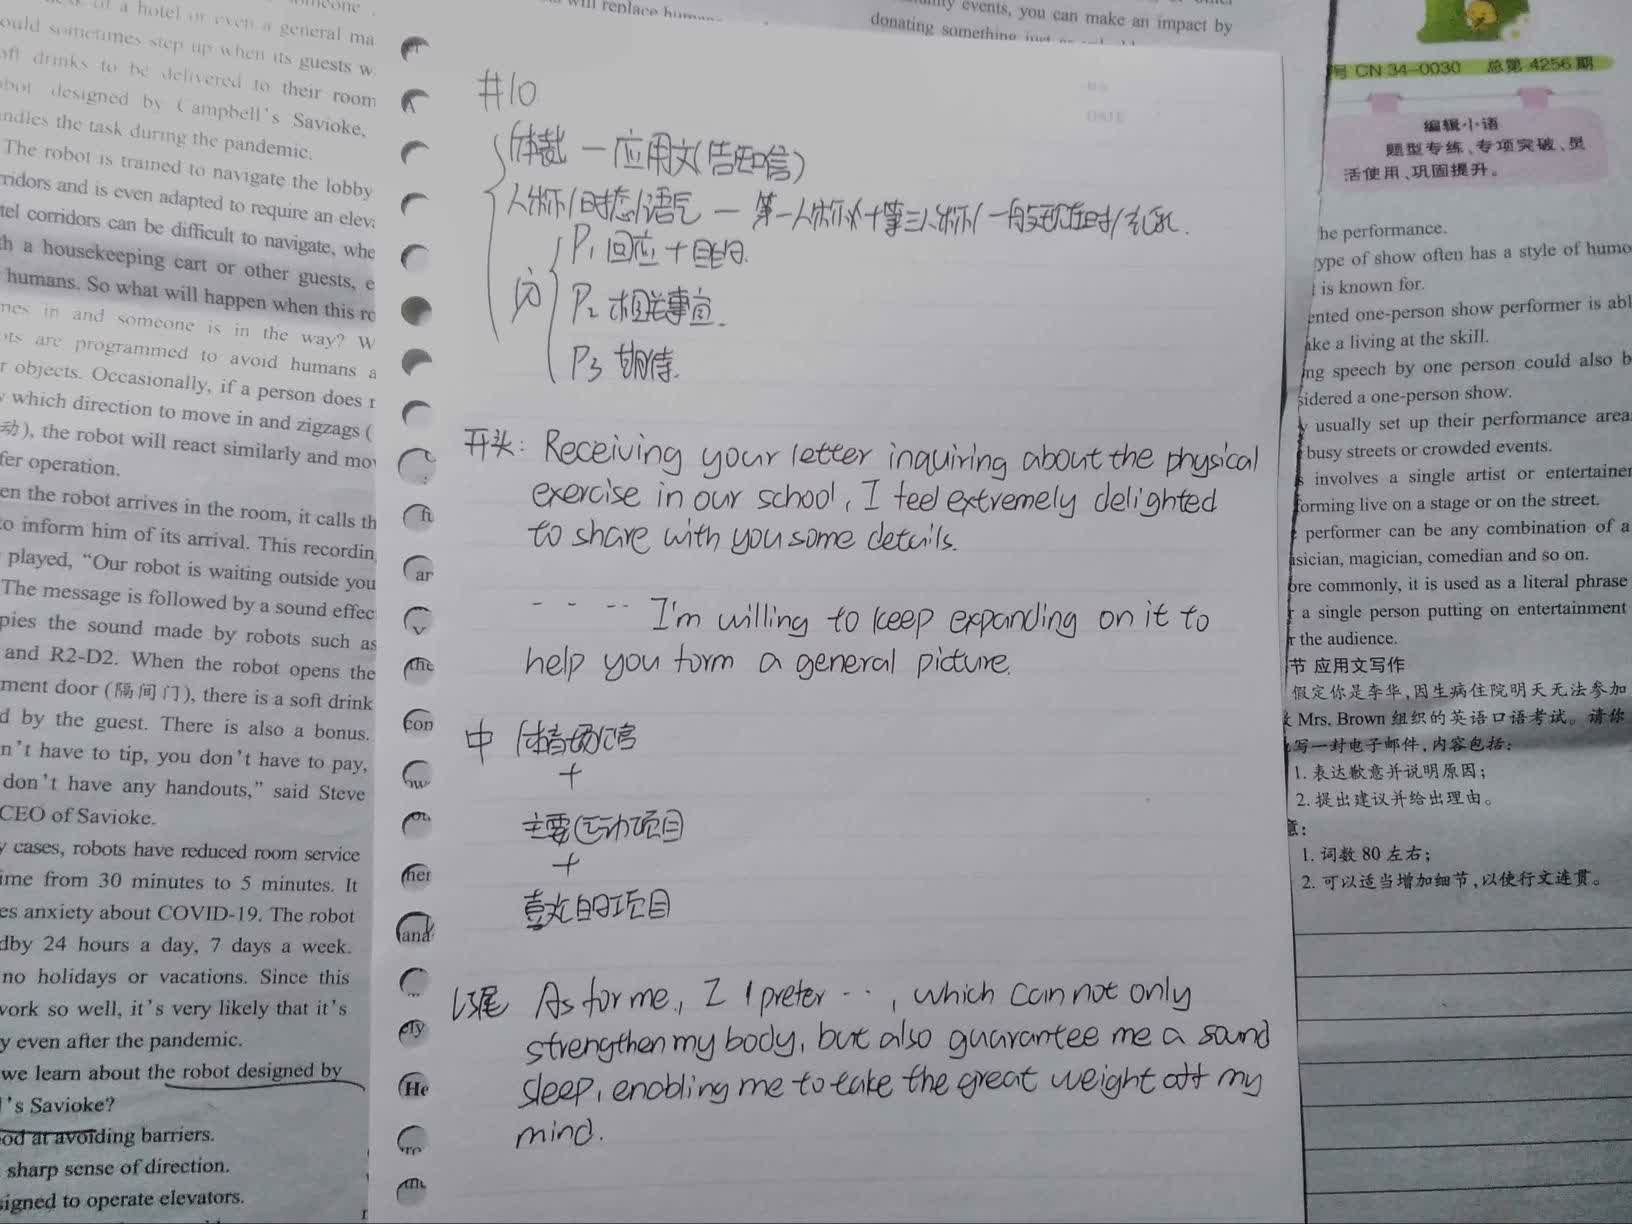 #10
体裁 — 应用文(告知信)
人称/时态/语气 — 第一人称+第三人称/一般现在时/礼貌.
P1 回应+目的.
内
P2 相关事宜.
P3 期待.
开头: Receiving your letter inquiring about the physical
exercise in our school, I feel extremely delighted
to share with you some details.
---- I'm willing to keep expanding on it to
help you form a general picture.
中 体育场馆
+
主要运动项目
+
喜欢的项目
结尾 As for me, I prefer ..., which can not only
strengthen my body, but also guarantee me a sound
sleep, enabling me to take the great weight off my
mind.
of a hotel or even a general ma
ould sometimes step up when its guests w
oft drinks to be delivered to their room
obot designed by Campbell's Savioke,
ndles the task during the pandemic.
The robot is trained to navigate the lobby
rridors and is even adapted to require an eleva
tel corridors can be difficult to navigate, whe
th a housekeeping cart or other guests, e
humans. So what will happen when this ro
mes in and someone is in the way? W
ots are programmed to avoid humans a
r objects. Occasionally, if a person does r
w which direction to move in and zigzags (
动), the robot will react similarly and mov
fer operation.
en the robot arrives in the room, it calls th
to inform him of its arrival. This recordin
played, “Our robot is waiting outside you
The message is followed by a sound effec
pies the sound made by robots such as
and R2-D2. When the robot opens the
ment door (隔间门), there is a soft drink
d by the guest. There is also a bonus.
n't have to tip, you don't have to pay,
don't have any handouts,” said Steve
CEO of Savioke.
y cases, robots have reduced room service
ime from 30 minutes to 5 minutes. It
es anxiety about COVID-19. The robot
dby 24 hours a day, 7 days a week.
no holidays or vacations. Since this
work so well, it's very likely that it's
y even after the pandemic.
we learn about the robot designed by
l's Savioke?
ood at avoiding barriers.
sharp sense of direction.
signed to operate elevators.
will replace
nity events, you can make an impact by
donating something just
号 CN 34-0030 总第 4256 期
编辑小语
题型专练、专项突破、灵
活使用、巩固提升。
he performance.
ype of show often has a style of humo
t is known for.
ented one-person show performer is abl
ake a living at the skill.
ng speech by one person could also b
sidered a one-person show.
y usually set up their performance area
busy streets or crowded events.
s involves a single artist or entertainer
forming live on a stage or on the street.
e performer can be any combination of a
usician, magician, comedian and so on.
ore commonly, it is used as a literal phrase
r a single person putting on entertainment
r the audience.
节 应用文写作
假定你是李华,因生病住院明天无法参加
Mrs. Brown 组织的英语口语考试。请你
写一封电子邮件,内容包括:
1. 表达歉意并说明原因;
2. 提出建议并给出理由。
意:
1. 词数 80 左右;
2. 可以适当增加细节,以使行文连贯。